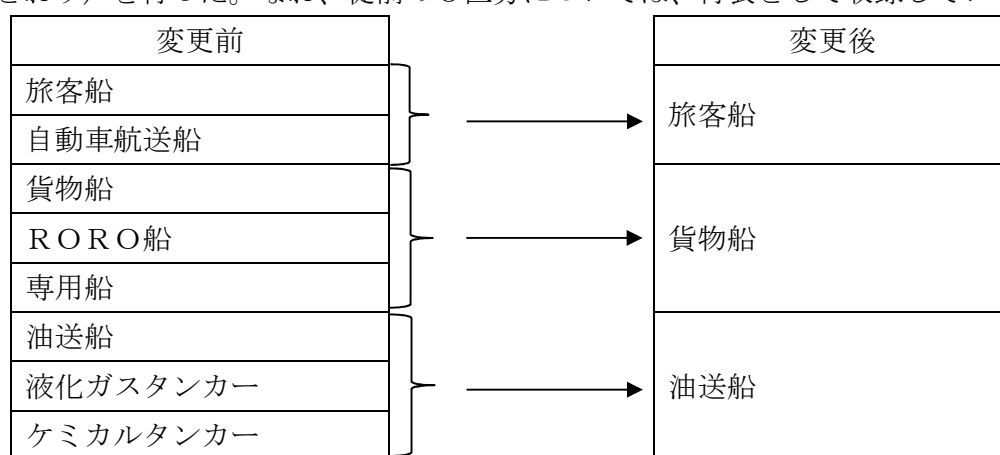 変更前
変更後
旅客船
自動車航送船
旅客船
貨物船
ＲＯＲＯ船
専用船
貨物船
油送船
液化ガスタンカー
ケミカルタンカー
油送船